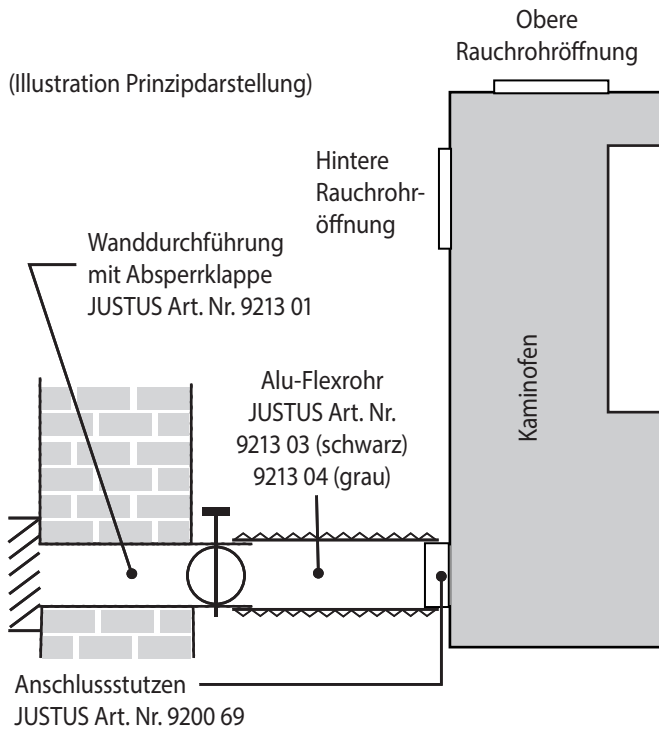 Obere
Rauchrohröffnung
(Illustration Prinzipdarstellung)
Hintere
Rauchrohr-
öffnung
Wanddurchführung
mit Absperrklappe
JUSTUS Art. Nr. 9213 01
Alu-Flexrohr
JUSTUS Art. Nr.
9213 03 (schwarz)
9213 04 (grau)
Kaminofen
Anschlussstutzen
JUSTUS Art. Nr. 9200 69